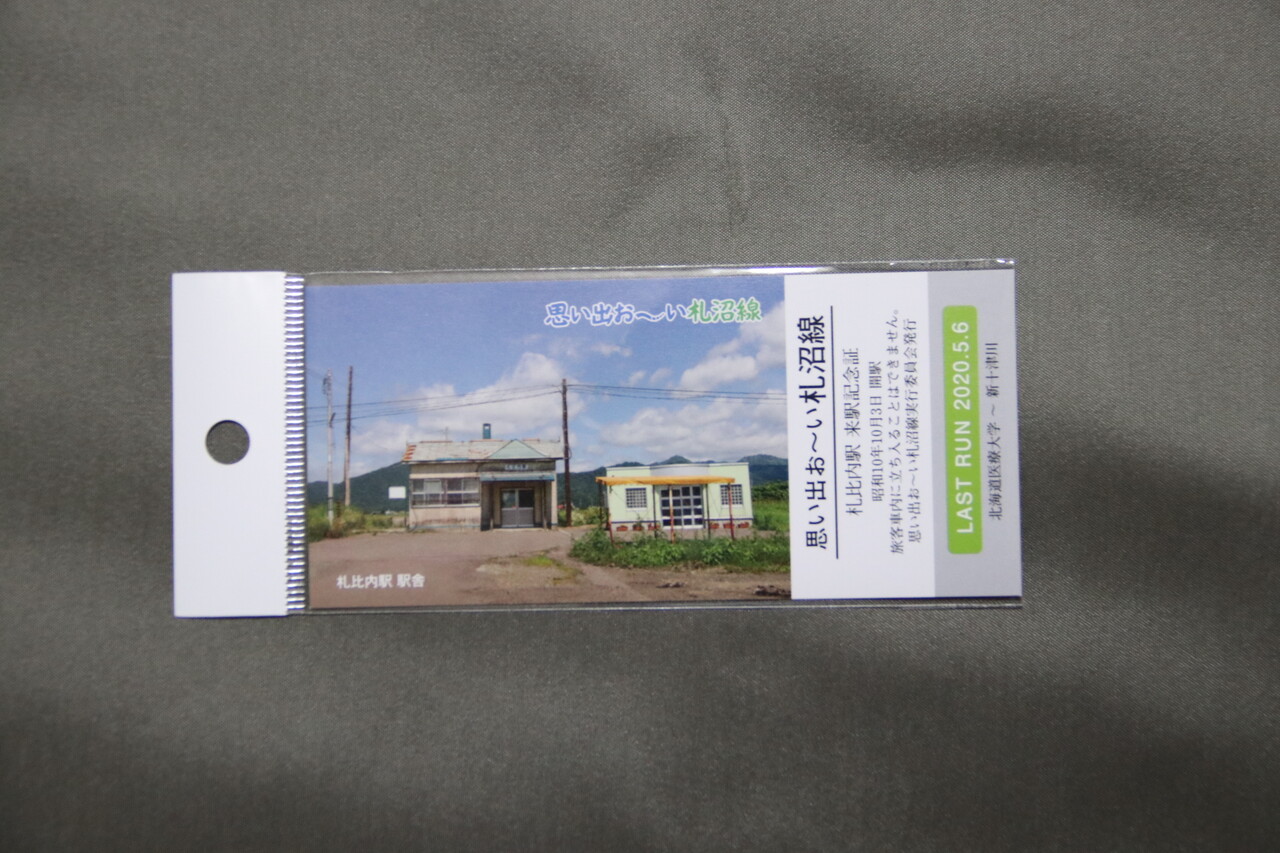 思い出お〜い札沼線
札比内駅 駅舎
思い出お〜い札沼線
札比内駅 来駅記念証
昭和10年10月3日 開駅
旅客車内に立ち入ることはできません。
思い出お〜い札沼線実行委員会発行
LAST RUN 2020.5.6
北海道医療大学 〜 新十津川